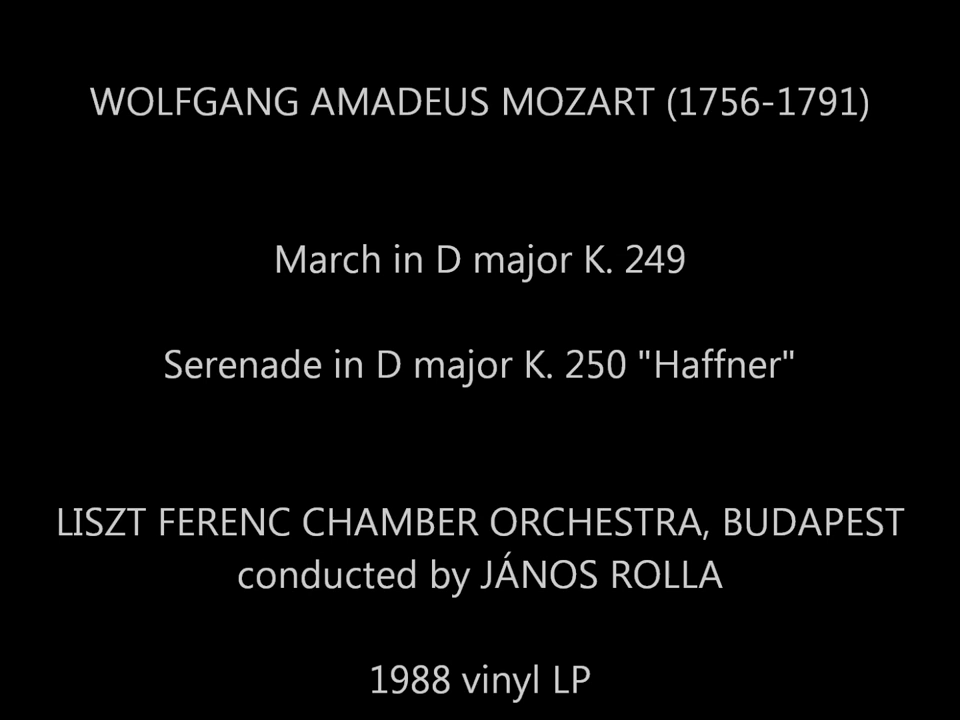 WOLFGANG AMADEUS MOZART (1756-1791)
March in D major K. 249
Serenade in D major K. 250 "Haffner"
LISZT FERENC CHAMBER ORCHESTRA, BUDAPEST
conducted by JÁNOS ROLLA
1988 vinyl LP